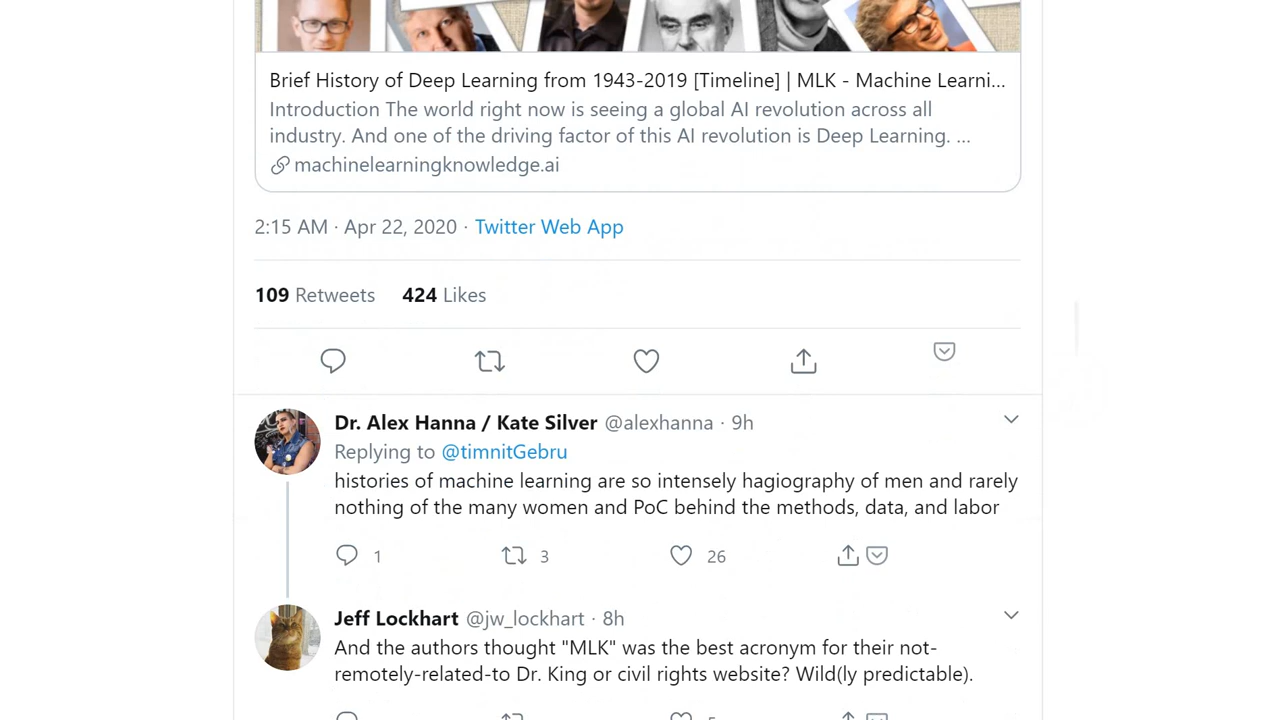 Brief History of Deep Learning from 1943-2019 [Timeline] | MLK - Machine Learni...
Introduction The world right now is seeing a global AI revolution across all
industry. And one of the driving factor of this AI revolution is Deep Learning. ...
machinelearningknowledge.ai
2:15 AM · Apr 22, 2020 · Twitter Web App
109 Retweets 424 Likes
Dr. Alex Hanna / Kate Silver @alexhanna · 9h
Replying to @timnitGebru
histories of machine learning are so intensely hagiography of men and rarely
nothing of the many women and PoC behind the methods, data, and labor
1 3 26
Jeff Lockhart @jw_lockhart · 8h
And the authors thought "MLK" was the best acronym for their not-
remotely-related-to Dr. King or civil rights website? Wild(ly predictable).